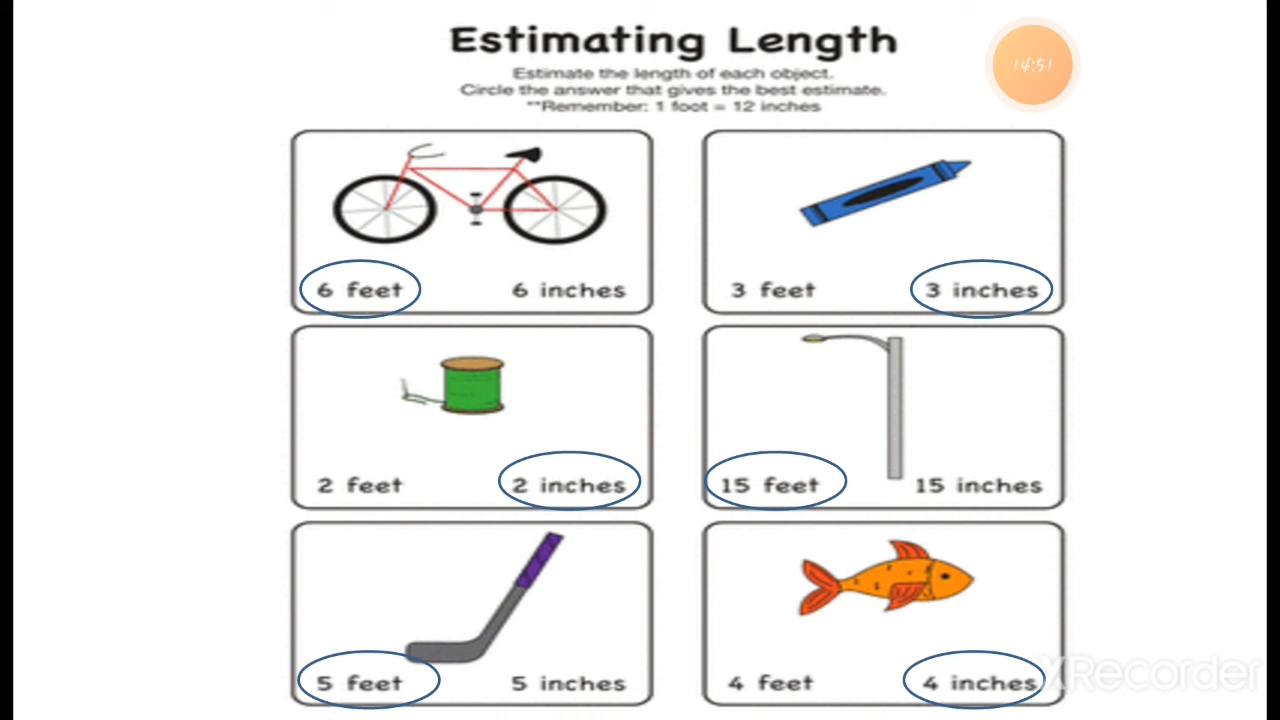 Estimating Length
14:51
Estimate the length of each object.
Circle the answer that gives the best estimate.
**Remember: 1 foot = 12 inches
6 feet 6 inches
3 feet 3 inches
2 feet 2 inches
15 feet 15 inches
5 feet 5 inches
4 feet 4 inches
XRecorder